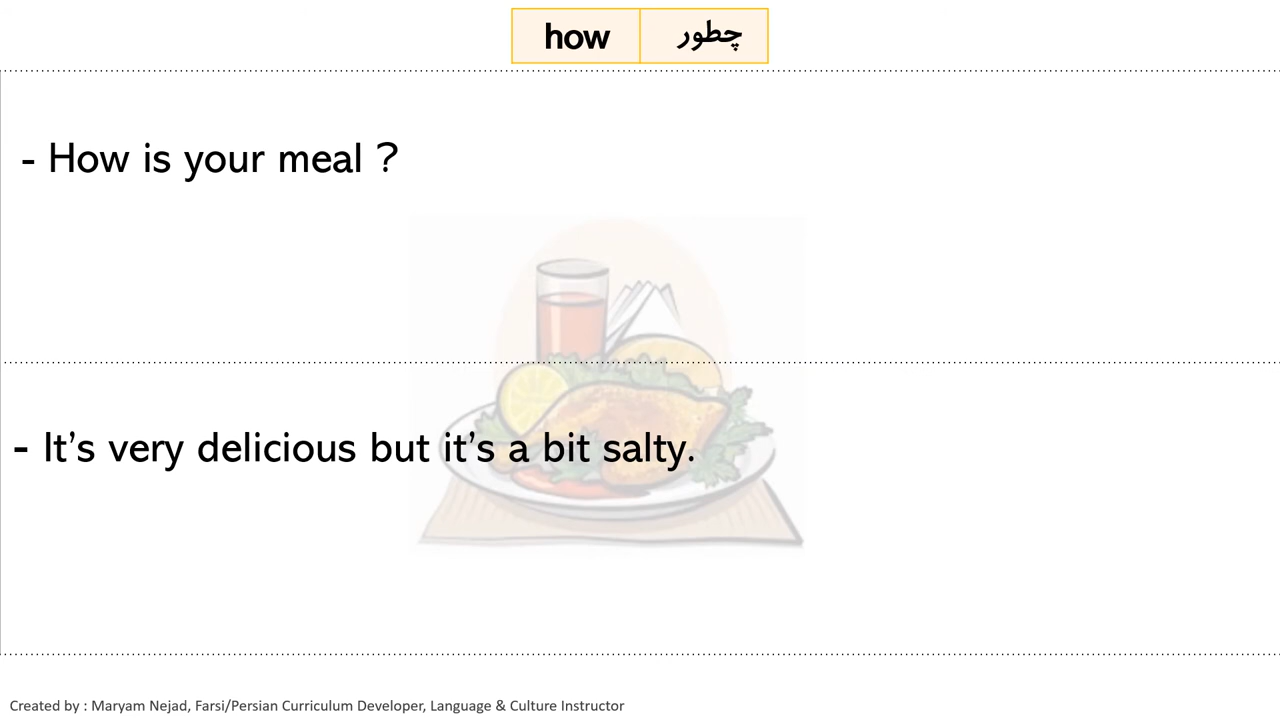 how چطور
- How is your meal ?
- It’s very delicious but it’s a bit salty.
Created by : Maryam Nejad, Farsi/Persian Curriculum Developer, Language & Culture Instructor